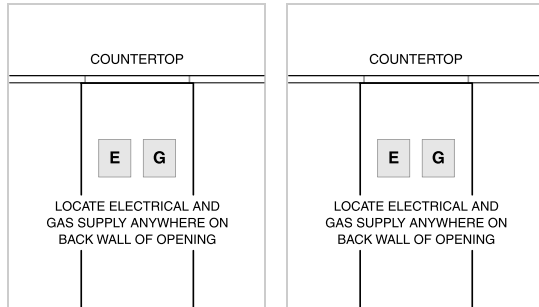 COUNTERTOP
E G
LOCATE ELECTRICAL AND
GAS SUPPLY ANYWHERE ON
BACK WALL OF OPENING
COUNTERTOP
E G
LOCATE ELECTRICAL AND
GAS SUPPLY ANYWHERE ON
BACK WALL OF OPENING